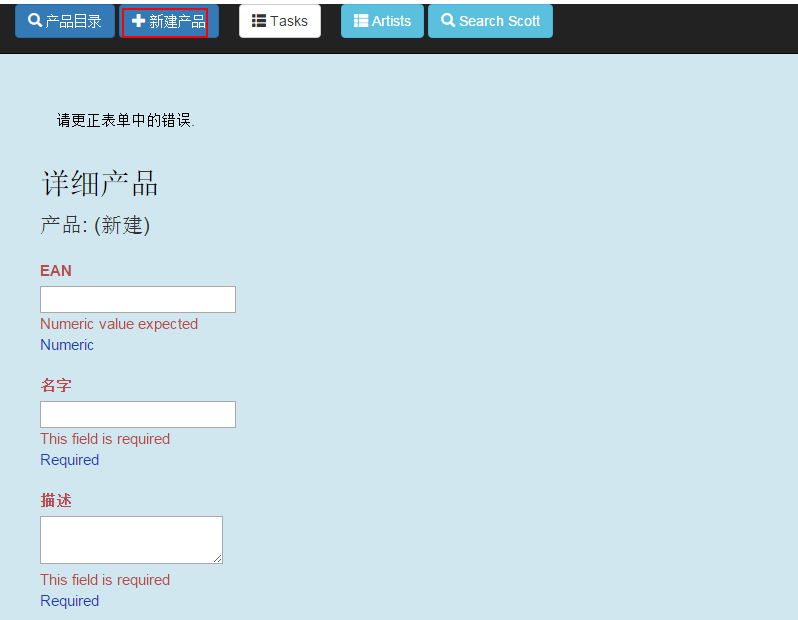 产品目录 新建产品 Tasks Artists Search Scott
请更正表单中的错误.
详细产品
产品: (新建)
EAN
Numeric value expected
Numeric
名字
This field is required
Required
描述
This field is required
Required